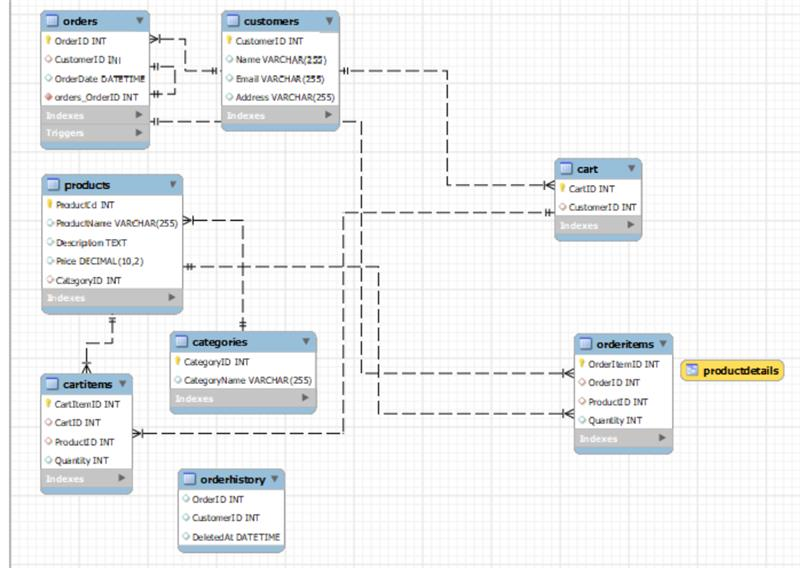 orders
OrderID INT
CustomerID INT
OrderDate DATETIME
orders_OrderID INT
Indexes
Triggers
customers
CustomerID INT
Name VARCHAR(255)
Email VARCHAR(255)
Address VARCHAR(255)
Indexes
cart
CartID INT
CustomerID INT
Indexes
products
ProductId INT
ProductName VARCHAR(255)
Description TEXT
Price DECIMAL(10,2)
CategoryID INT
Indexes
categories
CategoryID INT
CategoryName VARCHAR(255)
Indexes
orderitems
OrderItemID INT
OrderID INT
ProductID INT
Quantity INT
Indexes
productdetails
cartitems
CartItemID INT
CartID INT
ProductID INT
Quantity INT
Indexes
orderhistory
OrderID INT
CustomerID INT
DeletedAt DATETIME